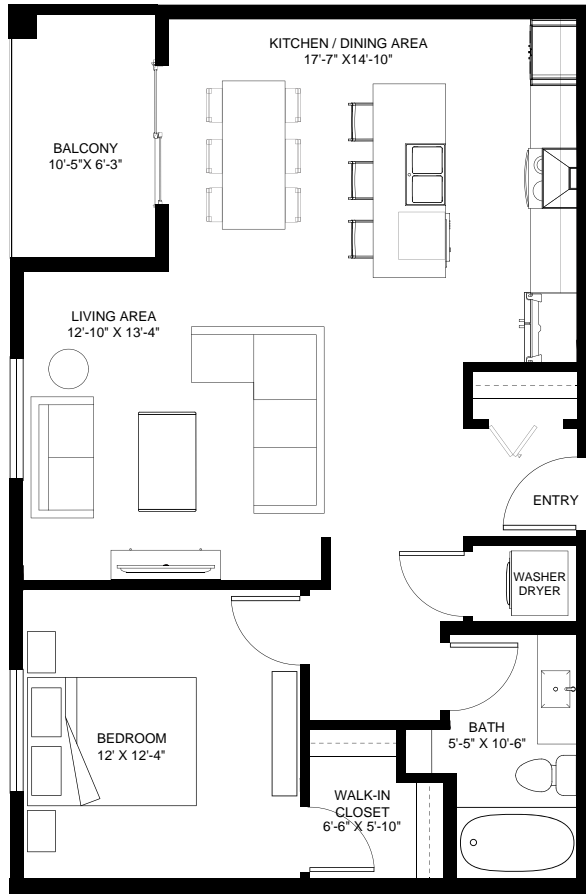 KITCHEN / DINING AREA
17'-7" X14'-10"
BALCONY
10'-5"X 6'-3"
LIVING AREA
12'-10" X 13'-4"
ENTRY
WASHER
DRYER
BEDROOM
12' X 12'-4"
BATH
5'-5" X 10'-6"
WALK-IN
CLOSET
6'-6" X 5'-10"